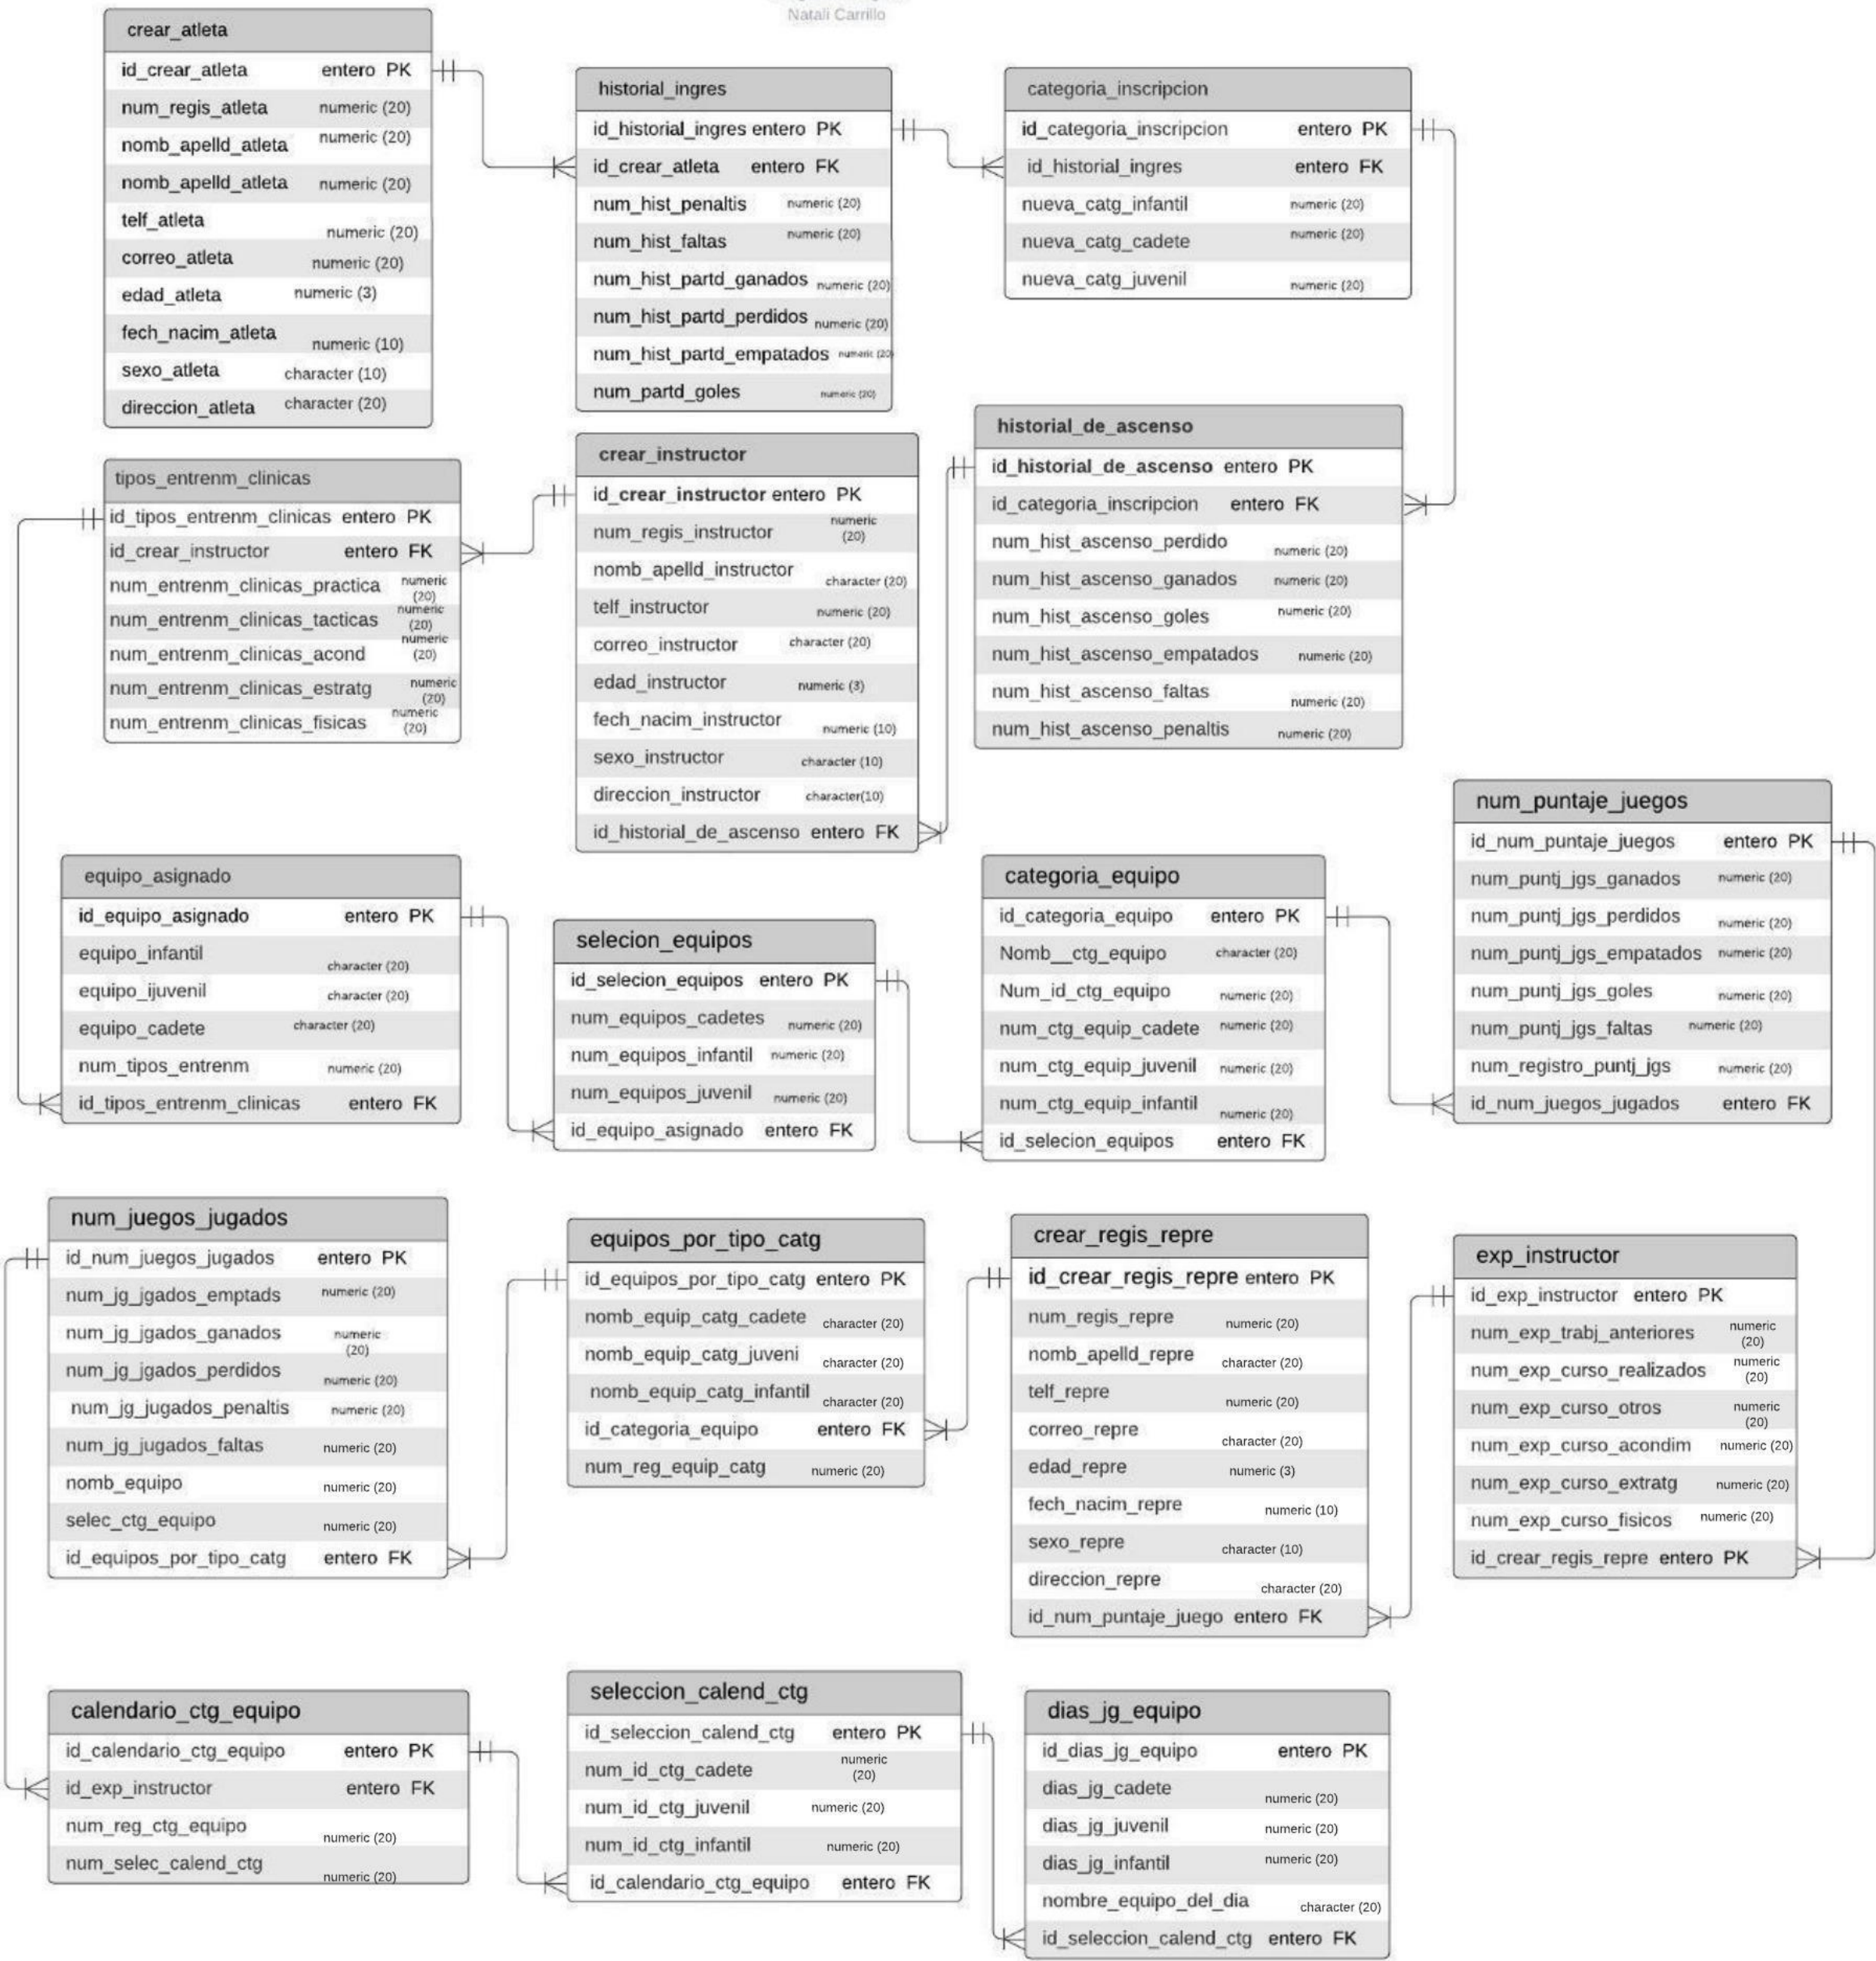 Natali Carrillo
crear_atleta
id_crear_atleta entero PK
num_regis_atleta numeric (20)
nomb_apelld_atleta numeric (20)
nomb_apelld_atleta numeric (20)
telf_atleta numeric (20)
correo_atleta numeric (20)
edad_atleta numeric (3)
fech_nacim_atleta numeric (10)
sexo_atleta character (10)
direccion_atleta character (20)
historial_ingres
id_historial_ingres entero PK
id_crear_atleta entero FK
num_hist_penaltis numeric (20)
num_hist_faltas numeric (20)
num_hist_partd_ganados numeric (20)
num_hist_partd_perdidos numeric (20)
num_hist_partd_empatados numeric (20)
num_partd_goles numeric (20)
categoria_inscripcion
id_categoria_inscripcion entero PK
id_historial_ingres entero FK
nueva_catg_infantil numeric (20)
nueva_catg_cadete numeric (20)
nueva_catg_juvenil numeric (20)
tipos_entrenm_clinicas
id_tipos_entrenm_clinicas entero PK
id_crear_instructor entero FK
num_entrenm_clinicas_practica numeric (20)
num_entrenm_clinicas_tacticas numeric (20)
num_entrenm_clinicas_acond numeric (20)
num_entrenm_clinicas_estratg numeric (20)
num_entrenm_clinicas_fisicas numeric (20)
crear_instructor
id_crear_instructor entero PK
num_regis_instructor numeric (20)
nomb_apelld_instructor character (20)
telf_instructor numeric (20)
correo_instructor character (20)
edad_instructor numeric (3)
fech_nacim_instructor numeric (10)
sexo_instructor character (10)
direccion_instructor character(10)
id_historial_de_ascenso entero FK
historial_de_ascenso
id_historial_de_ascenso entero PK
id_categoria_inscripcion entero FK
num_hist_ascenso_perdido numeric (20)
num_hist_ascenso_ganados numeric (20)
num_hist_ascenso_goles numeric (20)
num_hist_ascenso_empatados numeric (20)
num_hist_ascenso_faltas numeric (20)
num_hist_ascenso_penaltis numeric (20)
equipo_asignado
id_equipo_asignado entero PK
equipo_infantil character (20)
equipo_ijuvenil character (20)
equipo_cadete character (20)
num_tipos_entrenm numeric (20)
id_tipos_entrenm_clinicas entero FK
selecion_equipos
id_selecion_equipos entero PK
num_equipos_cadetes numeric (20)
num_equipos_infantil numeric (20)
num_equipos_juvenil numeric (20)
id_equipo_asignado entero FK
categoria_equipo
id_categoria_equipo entero PK
Nomb__ctg_equipo character (20)
Num_id_ctg_equipo numeric (20)
num_ctg_equip_cadete numeric (20)
num_ctg_equip_juvenil numeric (20)
num_ctg_equip_infantil numeric (20)
id_selecion_equipos entero FK
num_puntaje_juegos
id_num_puntaje_juegos entero PK
num_puntj_jgs_ganados numeric (20)
num_puntj_jgs_perdidos numeric (20)
num_puntj_jgs_empatados numeric (20)
num_puntj_jgs_goles numeric (20)
num_puntj_jgs_faltas numeric (20)
num_registro_puntj_jgs numeric (20)
id_num_juegos_jugados entero FK
num_juegos_jugados
id_num_juegos_jugados entero PK
num_jg_jgados_emptads numeric (20)
num_jg_jgados_ganados numeric (20)
num_jg_jgados_perdidos numeric (20)
num_jg_jugados_penaltis numeric (20)
num_jg_jugados_faltas numeric (20)
nomb_equipo numeric (20)
selec_ctg_equipo numeric (20)
id_equipos_por_tipo_catg entero FK
equipos_por_tipo_catg
id_equipos_por_tipo_catg entero PK
nomb_equip_catg_cadete character (20)
nomb_equip_catg_juveni character (20)
nomb_equip_catg_infantil character (20)
id_categoria_equipo entero FK
num_reg_equip_catg numeric (20)
crear_regis_repre
id_crear_regis_repre entero PK
num_regis_repre numeric (20)
nomb_apelld_repre character (20)
telf_repre numeric (20)
correo_repre character (20)
edad_repre numeric (3)
fech_nacim_repre numeric (10)
sexo_repre character (10)
direccion_repre character (20)
id_num_puntaje_juego entero FK
exp_instructor
id_exp_instructor entero PK
num_exp_trabj_anteriores numeric (20)
num_exp_curso_realizados numeric (20)
num_exp_curso_otros numeric (20)
num_exp_curso_acondim numeric (20)
num_exp_curso_extratg numeric (20)
num_exp_curso_fisicos numeric (20)
id_crear_regis_repre entero PK
calendario_ctg_equipo
id_calendario_ctg_equipo entero PK
id_exp_instructor entero FK
num_reg_ctg_equipo numeric (20)
num_selec_calend_ctg numeric (20)
seleccion_calend_ctg
id_seleccion_calend_ctg entero PK
num_id_ctg_cadete numeric (20)
num_id_ctg_juvenil numeric (20)
num_id_ctg_infantil numeric (20)
id_calendario_ctg_equipo entero FK
dias_jg_equipo
id_dias_jg_equipo entero PK
dias_jg_cadete numeric (20)
dias_jg_juvenil numeric (20)
dias_jg_infantil numeric (20)
nombre_equipo_del_dia character (20)
id_seleccion_calend_ctg entero FK